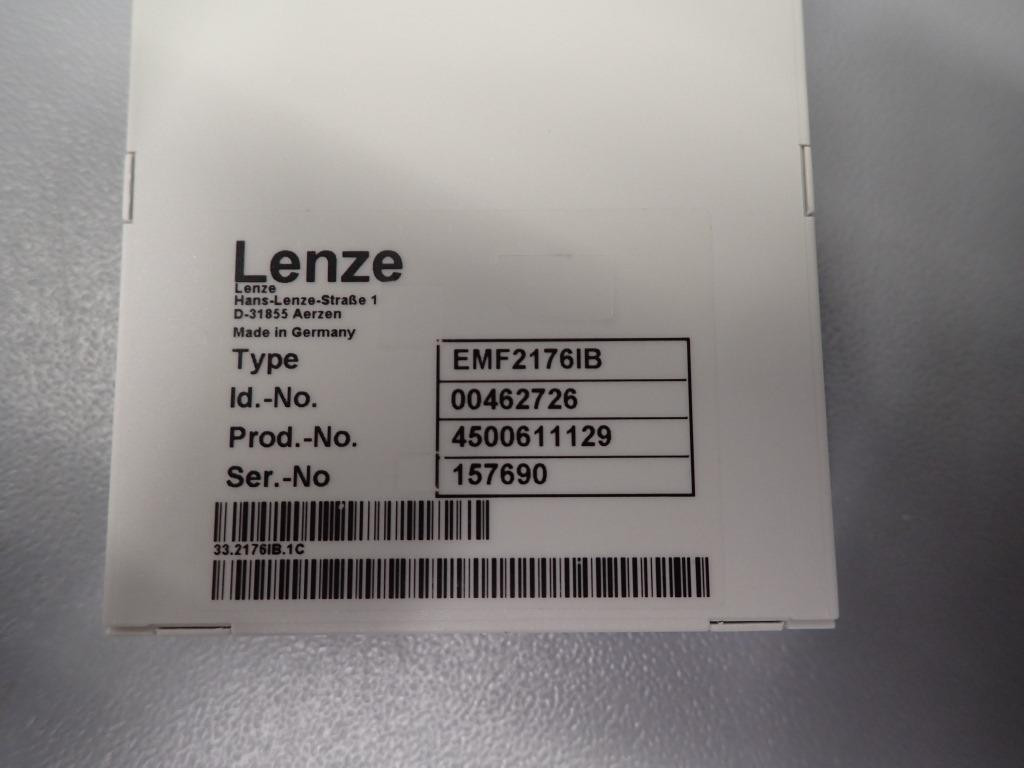 Lenze
Lenze
Hans-Lenze-Straße 1
D-31855 Aerzen
Made in Germany
Type EMF2176IB
Id.-No. 00462726
Prod.-No. 4500611129
Ser.-No 157690
33.2176IB.1C